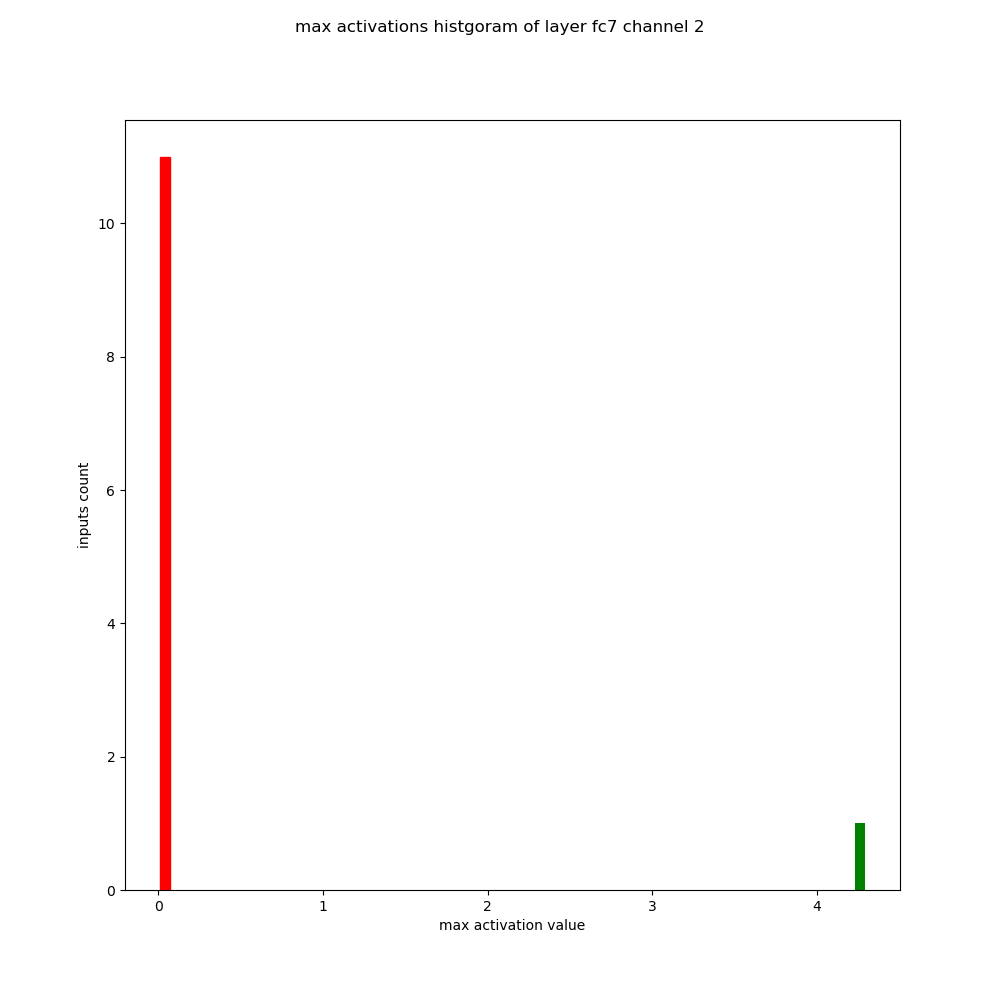 max activations histgoram of layer fc7 channel 2
10
8
6
4
2
0
inputs count
0 1 2 3 4
max activation value